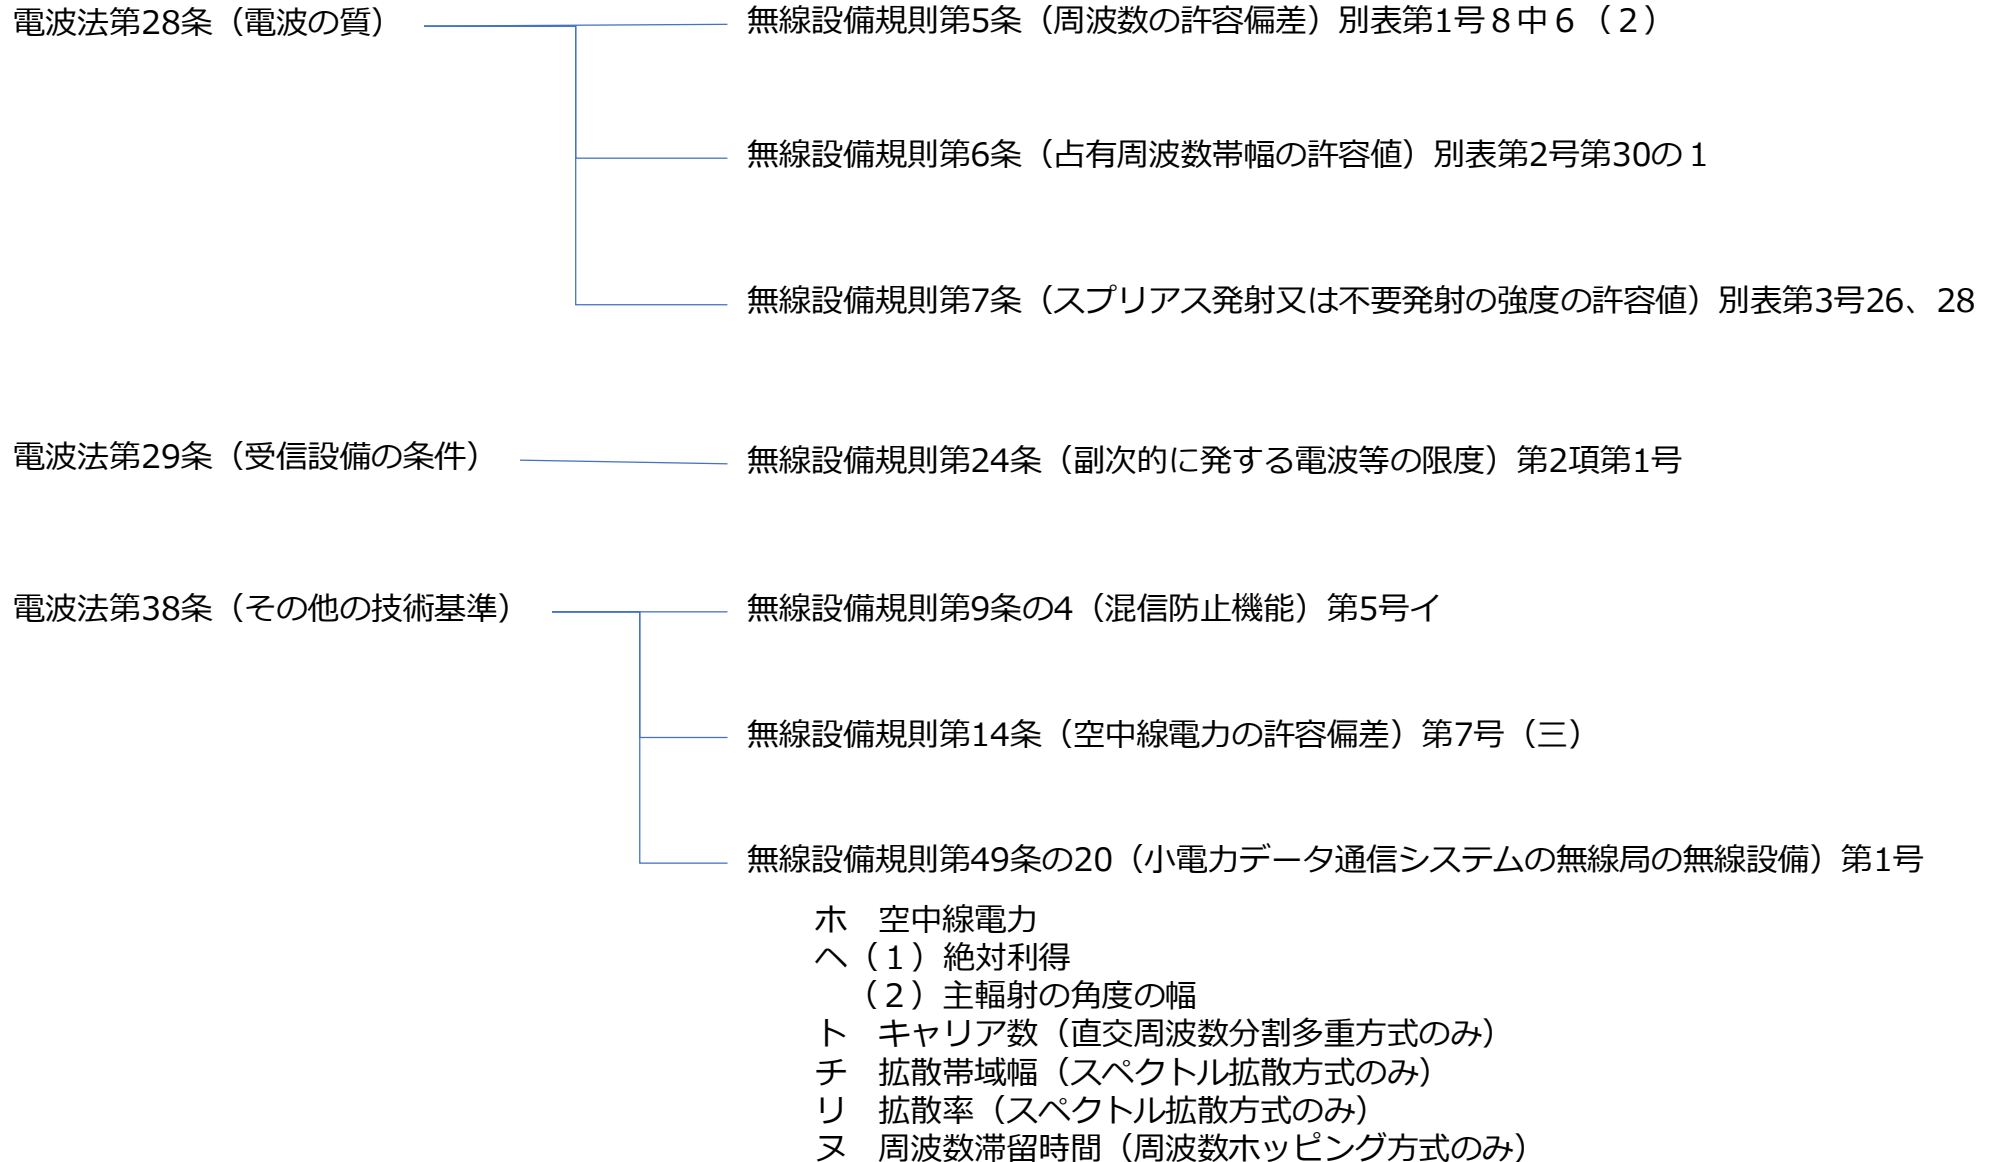 電波法第28条（電波の質）
無線設備規則第5条（周波数の許容偏差）別表第1号８中６（２）
無線設備規則第6条（占有周波数帯幅の許容値）別表第2号第30の１
無線設備規則第7条（スプリアス発射又は不要発射の強度の許容値）別表第3号26、28
電波法第29条（受信設備の条件）
無線設備規則第24条（副次的に発する電波等の限度）第2項第1号
電波法第38条（その他の技術基準）
無線設備規則第9条の4（混信防止機能）第5号イ
無線設備規則第14条（空中線電力の許容偏差）第7号（三）
無線設備規則第49条の20（小電力データ通信システムの無線局の無線設備）第1号
ホ　空中線電力
ヘ（１）絶対利得
（２）主輻射の角度の幅
ト　キャリア数（直交周波数分割多重方式のみ）
チ　拡散帯域幅（スペクトル拡散方式のみ）
リ　拡散率（スペクトル拡散方式のみ）
ヌ　周波数滞留時間（周波数ホッピング方式のみ）